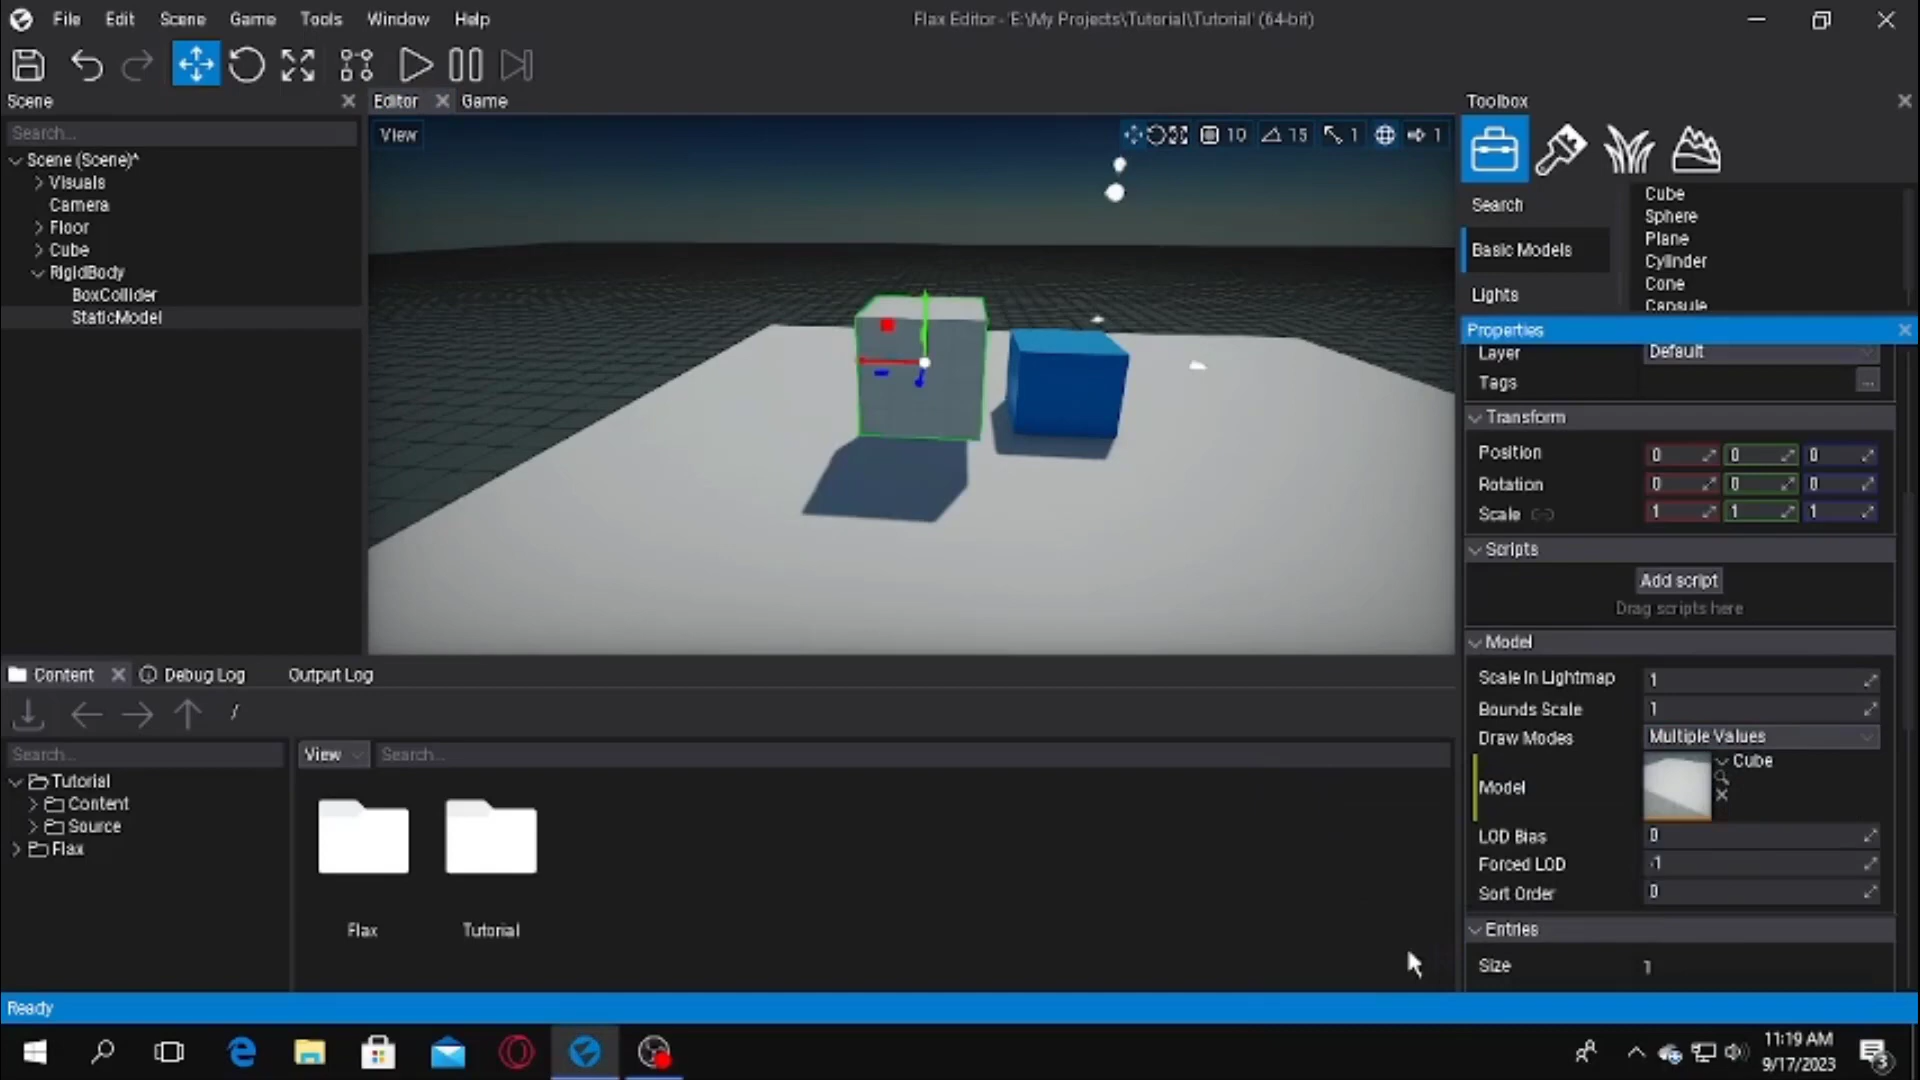 File Edit Scene Game Tools Window Help
Flax Editor - 'E:\My Projects\Tutorial\Tutorial' (64-bit)
Scene
Editor
Game
Toolbox
Search...
View
10 15 1 1
Scene (Scene)*
Visuals
Camera
Floor
Cube
RigidBody
BoxCollider
StaticModel
Search
Basic Models
Lights
Cube
Sphere
Plane
Cylinder
Cone
Capsule
Properties
Layer Default
Tags ...
Transform
Position 0 0 0
Rotation 0 0 0
Scale 1 1 1
Scripts
Add script
Drag scripts here
Model
Scale In Lightmap 1
Bounds Scale 1
Draw Modes Multiple Values
Model Cube
LOD Bias 0
Forced LOD -1
Sort Order 0
Entries
Size 1
Content
Debug Log
Output Log
/
Search...
View
Search...
Tutorial
Content
Source
Flax
Flax
Tutorial
Ready
11:19 AM
9/17/2023
3